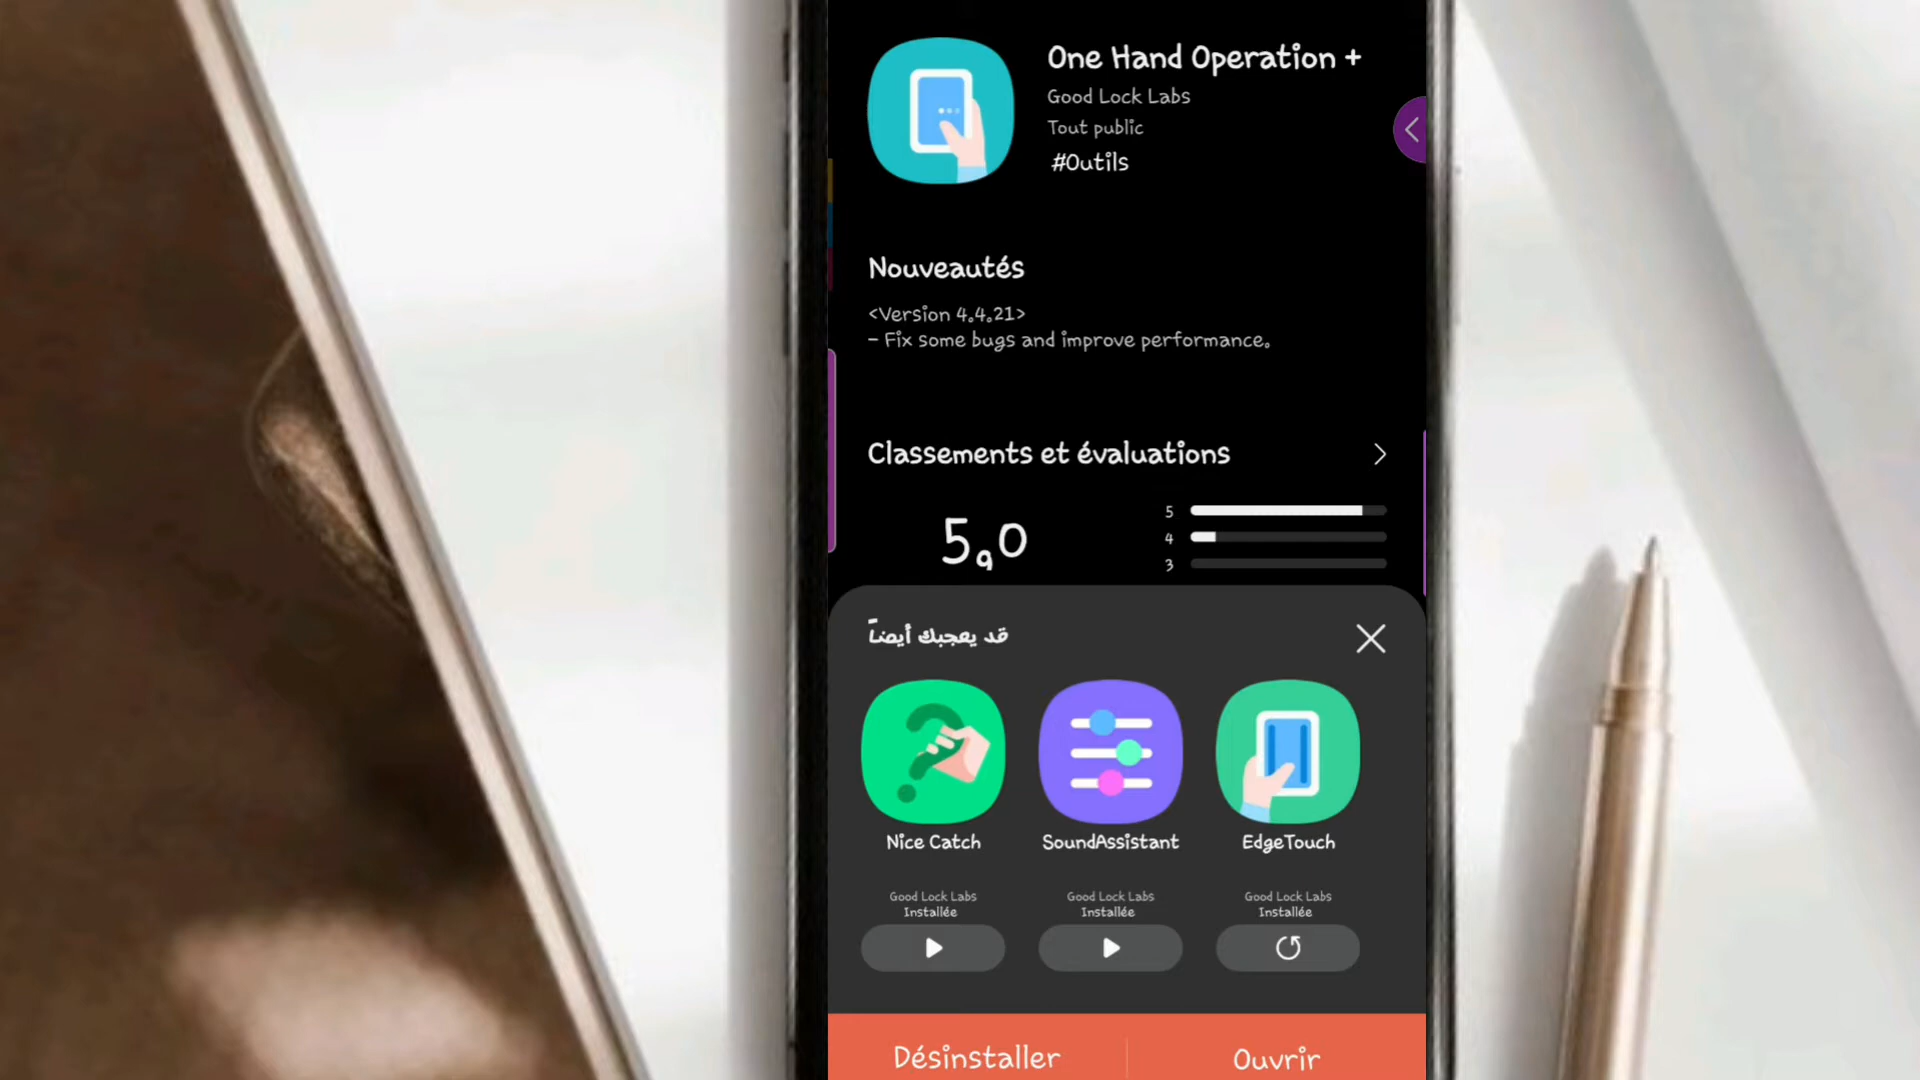 One Hand Operation +
Good Lock Labs
Tout public
#Outils
Nouveautés
<Version 4.4.21>
- Fix some bugs and improve performance.
Classements et évaluations
5,0
5
4
3
قد يعجبك أيضاً
Nice Catch
SoundAssistant
EdgeTouch
Good Lock Labs
Installée
Good Lock Labs
Installée
Good Lock Labs
Installée
Désinstaller
Ouvrir